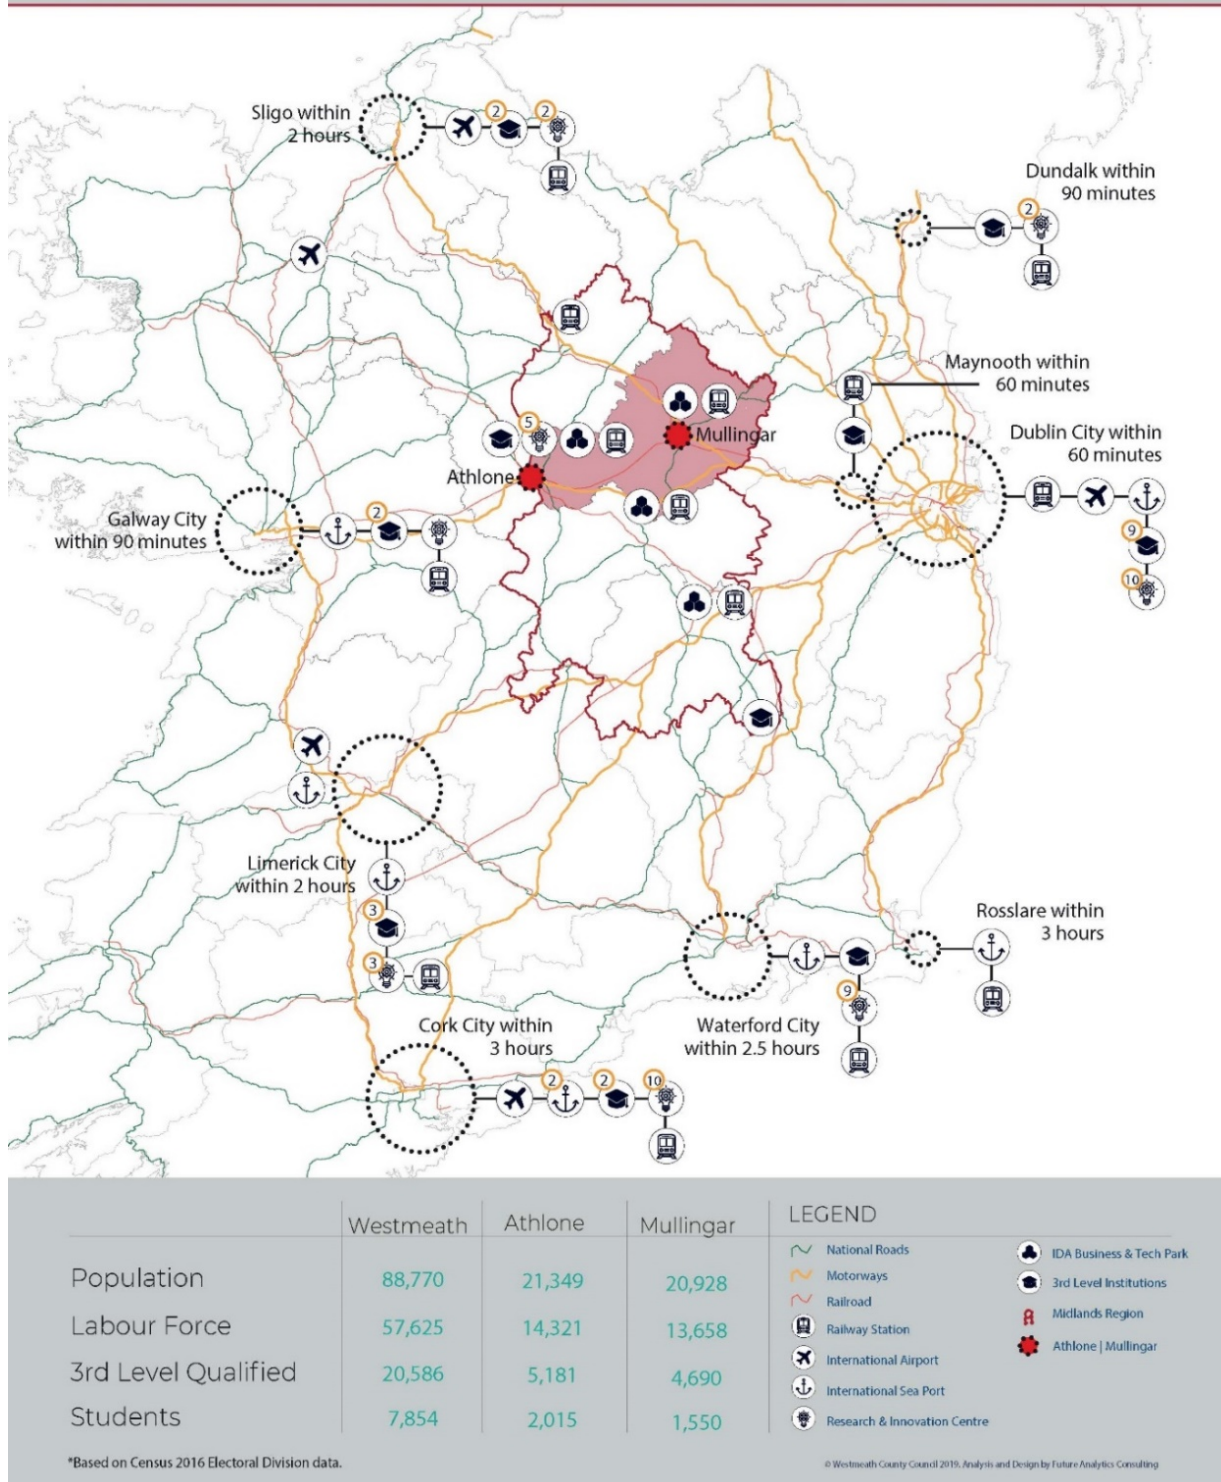 Sligo within
2 hours
2
2
Dundalk within
90 minutes
2
Maynooth within
60 minutes
Dublin City within
60 minutes
5
Mullingar
Athlone
Galway City
within 90 minutes
2
9
10
Limerick City
within 2 hours
3
3
Rosslare within
3 hours
Waterford City
within 2.5 hours
9
Cork City within
3 hours
2
2
10
Westmeath Athlone Mullingar
Population 88,770 21,349 20,928
Labour Force 57,625 14,321 13,658
3rd Level Qualified 20,586 5,181 4,690
Students 7,854 2,015 1,550
*Based on Census 2016 Electoral Division data.
LEGEND
National Roads
Motorways
Railroad
Railway Station
International Airport
International Sea Port
Research & Innovation Centre
IDA Business & Tech Park
3rd Level Institutions
Midlands Region
Athlone | Mullingar
© Westmeath County Council 2019. Analysis and Design by Future Analytics Consulting